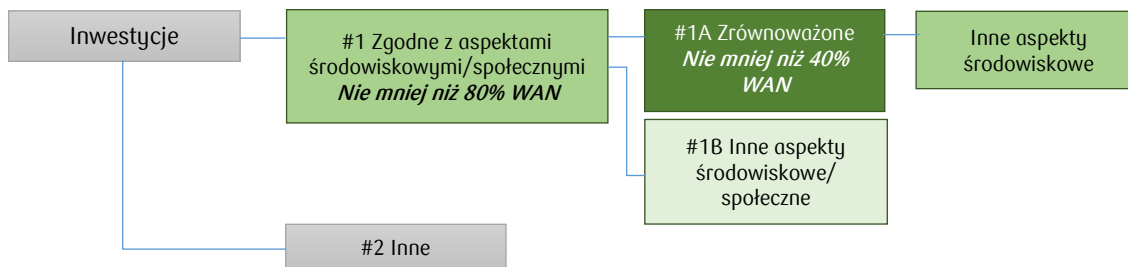 Inwestycje
#1 Zgodne z aspektami
środowiskowymi/społecznymi
Nie mniej niż 80% WAN
#1A Zrównoważone
Nie mniej niż 40%
WAN
Inne aspekty
środowiskowe
#1B Inne aspekty
środowiskowe/
społeczne
#2 Inne